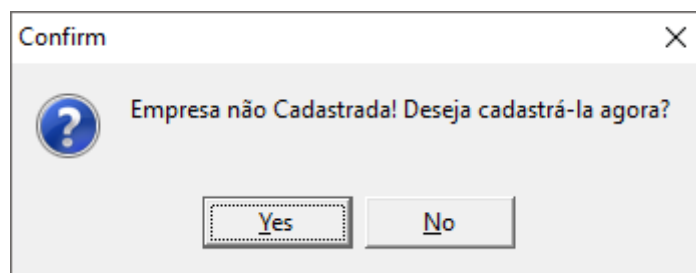 Confirm
Empresa não Cadastrada! Deseja cadastrá-la agora?
Yes
No